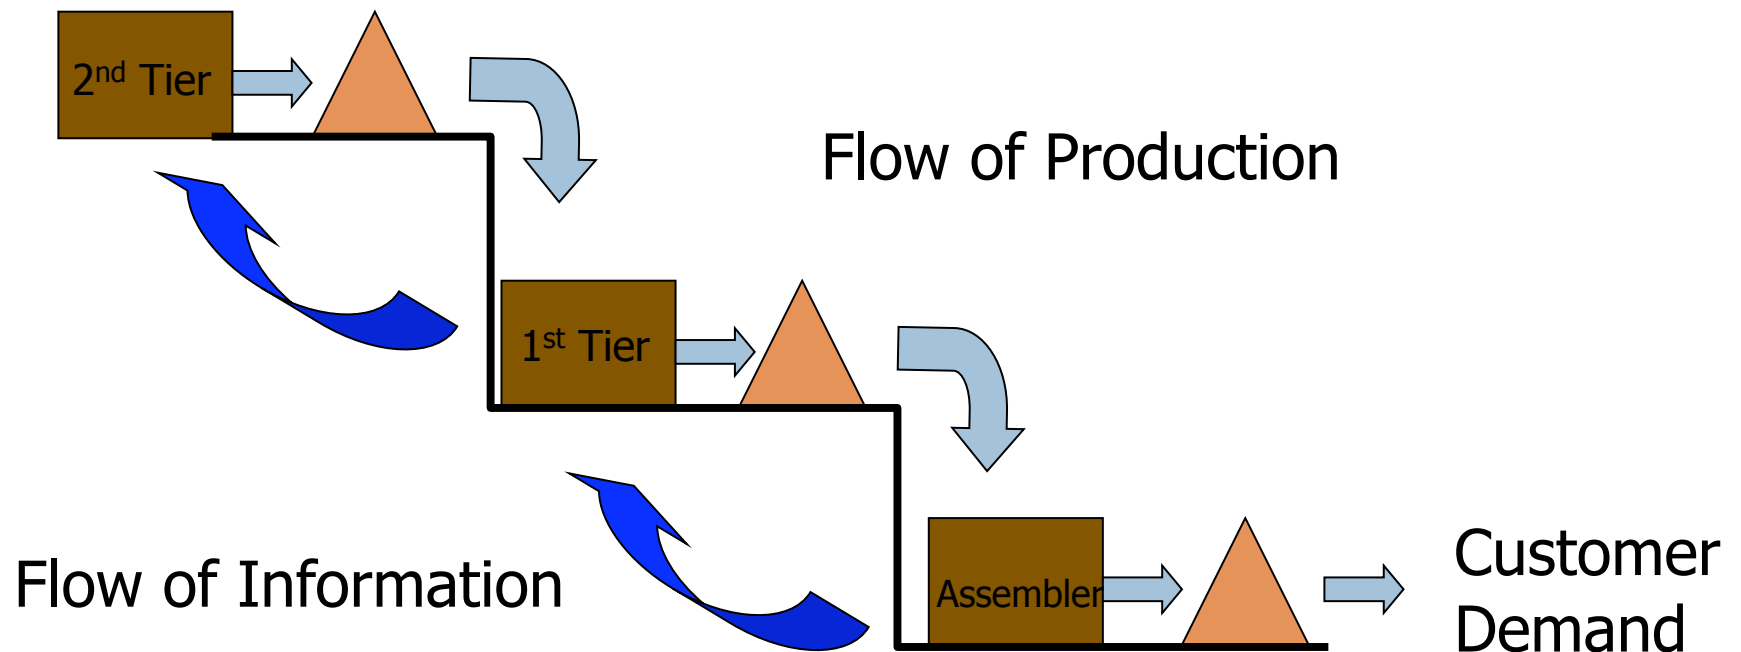 2nd Tier
Flow of Production
1st Tier
Flow of Information
Assembler
Customer
Demand